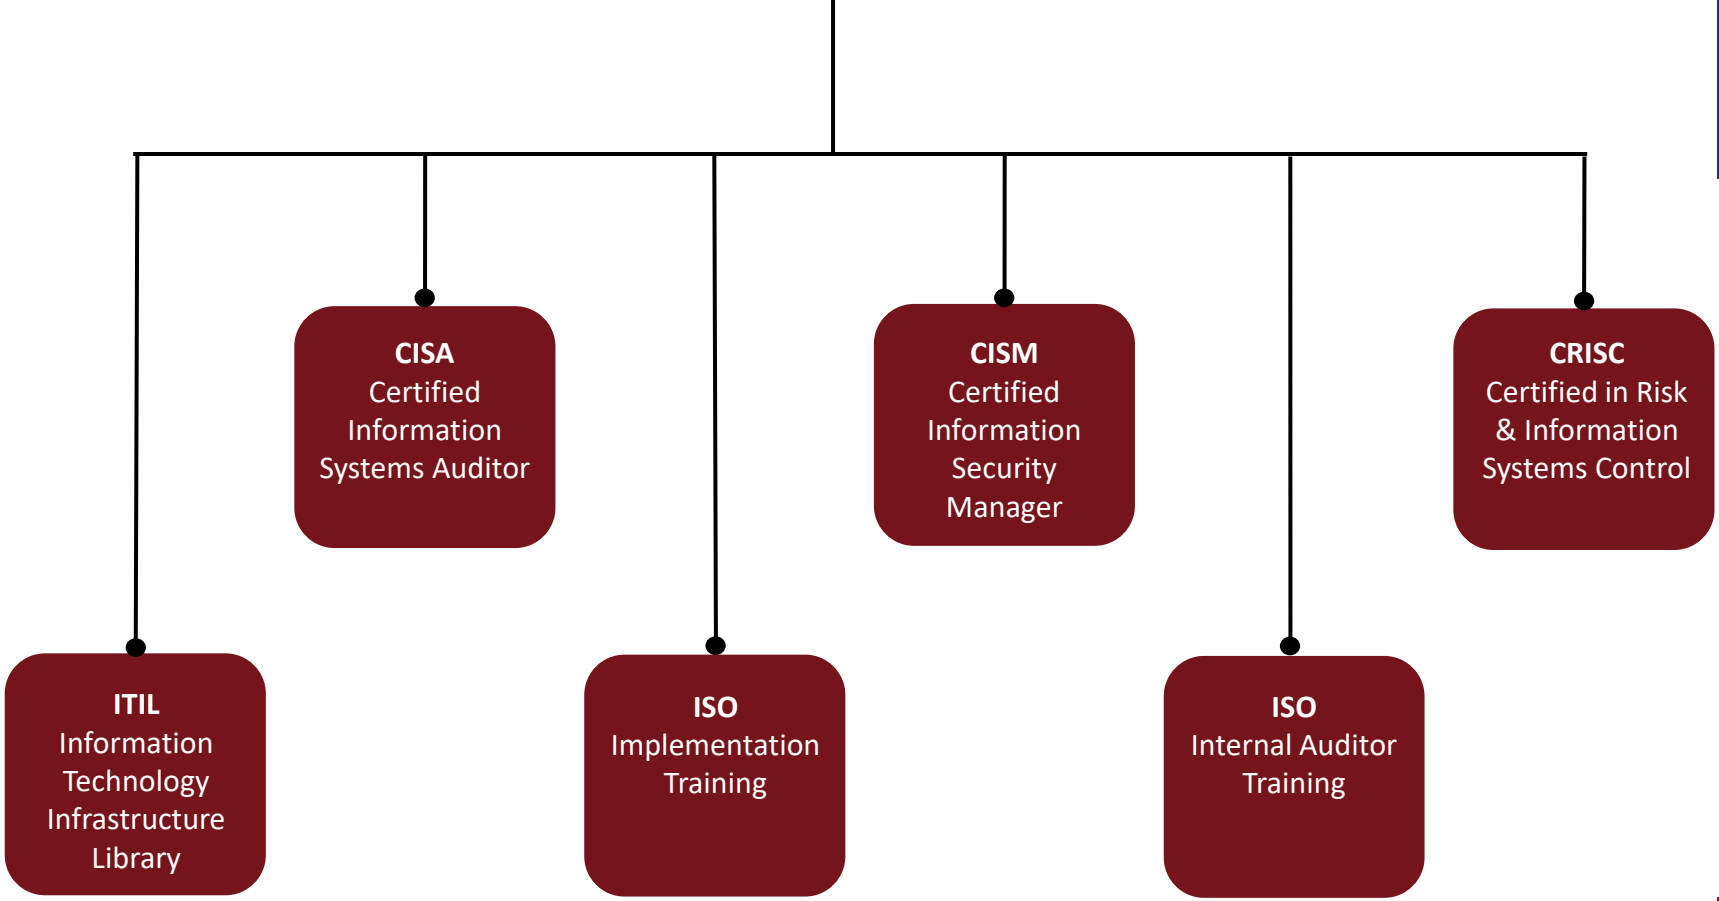 CISA
Certified
Information
Systems Auditor
CISM
Certified
Information
Security
Manager
CRISC
Certified in Risk
& Information
Systems Control
ITIL
Information
Technology
Infrastructure
Library
ISO
Implementation
Training
ISO
Internal Auditor
Training